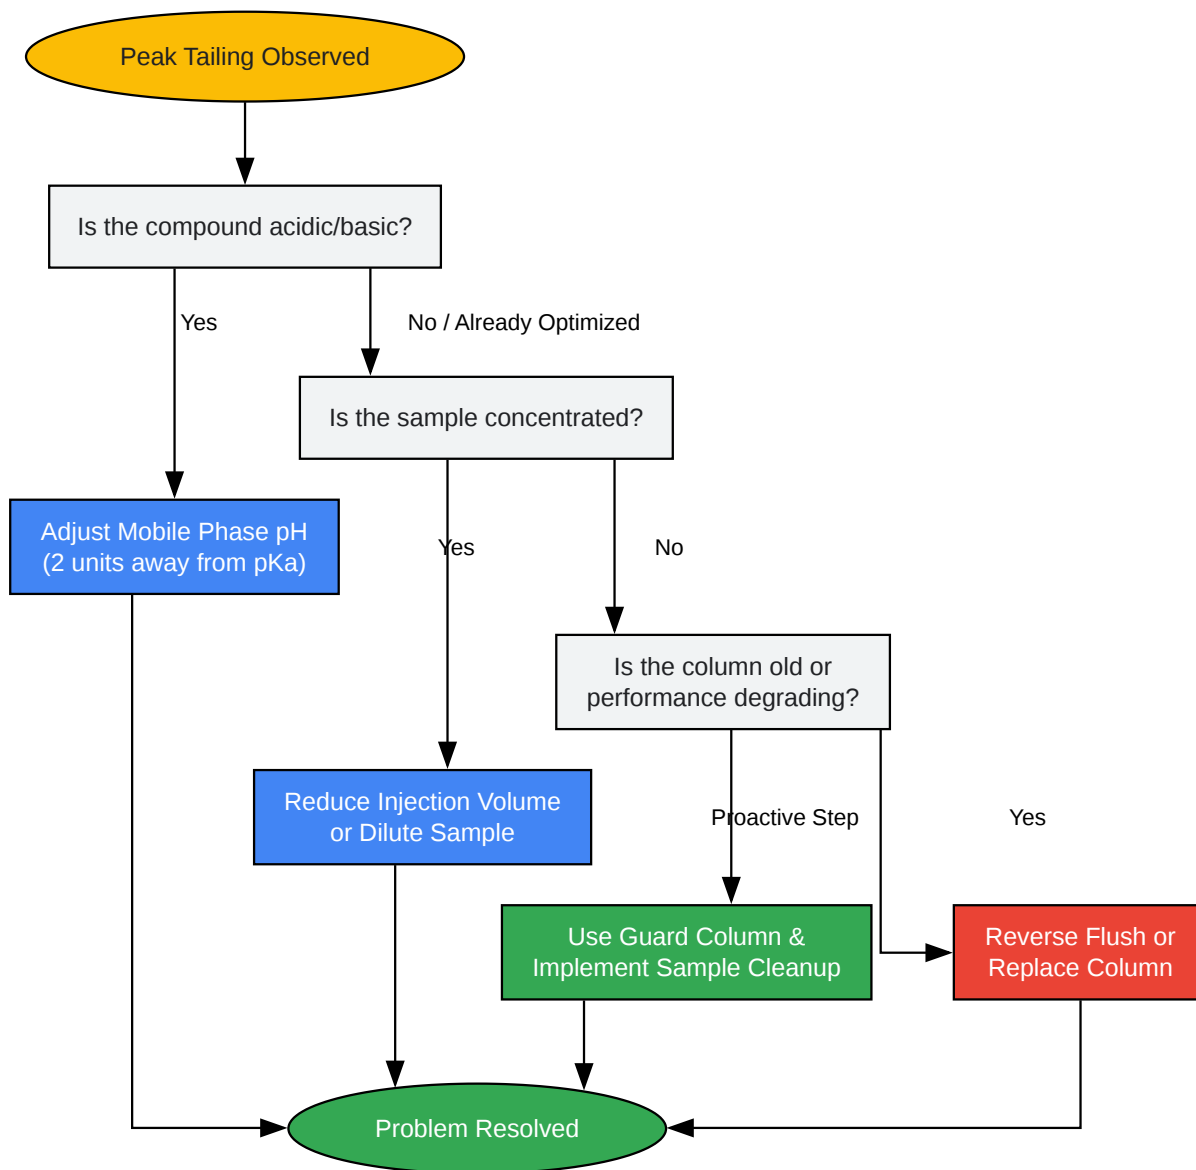 Peak Tailing Observed
Is the compound acidic/basic?
Yes
No / Already Optimized
Is the sample concentrated?
Adjust Mobile Phase pH
(2 units away from pKa)
Yes
No
Is the column old or
performance degrading?
Reduce Injection Volume
or Dilute Sample
Proactive Step
Yes
Use Guard Column &
Implement Sample Cleanup
Reverse Flush or
Replace Column
Problem Resolved